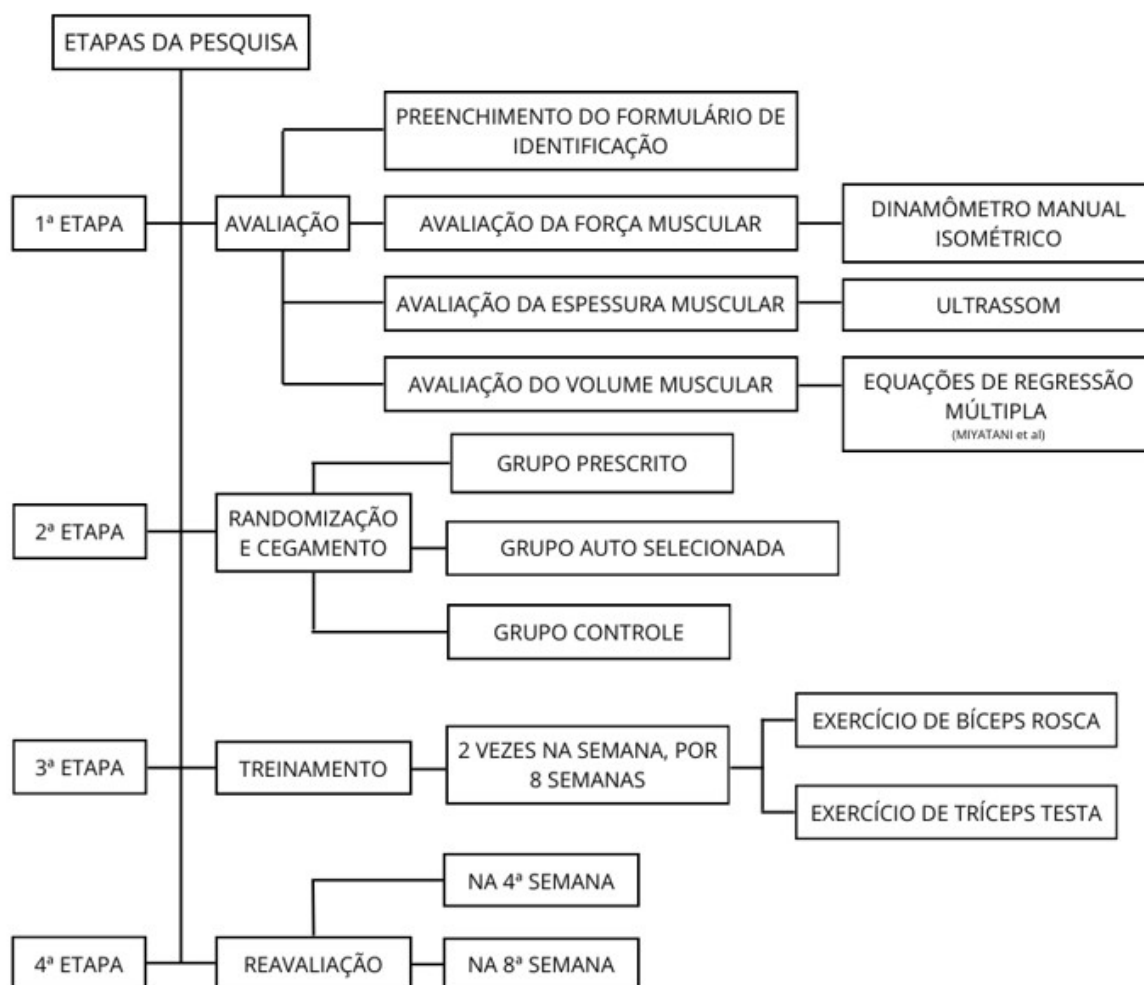 ETAPAS DA PESQUISA
PREENCHIMENTO DO FORMULÁRIO DE
IDENTIFICAÇÃO
1ª ETAPA
AVALIAÇÃO
AVALIAÇÃO DA FORÇA MUSCULAR
DINAMÔMETRO MANUAL
ISOMÉTRICO
AVALIAÇÃO DA ESPESSURA MUSCULAR
ULTRASSOM
AVALIAÇÃO DO VOLUME MUSCULAR
EQUAÇÕES DE REGRESSÃO
MÚLTIPLA
(MIYATANI et al)
GRUPO PRESCRITO
2ª ETAPA
RANDOMIZAÇÃO
E CEGAMENTO
GRUPO AUTO SELECIONADA
GRUPO CONTROLE
3ª ETAPA
TREINAMENTO
2 VEZES NA SEMANA, POR
8 SEMANAS
EXERCÍCIO DE BÍCEPS ROSCA
EXERCÍCIO DE TRÍCEPS TESTA
NA 4ª SEMANA
4ª ETAPA
REAVALIAÇÃO
NA 8ª SEMANA